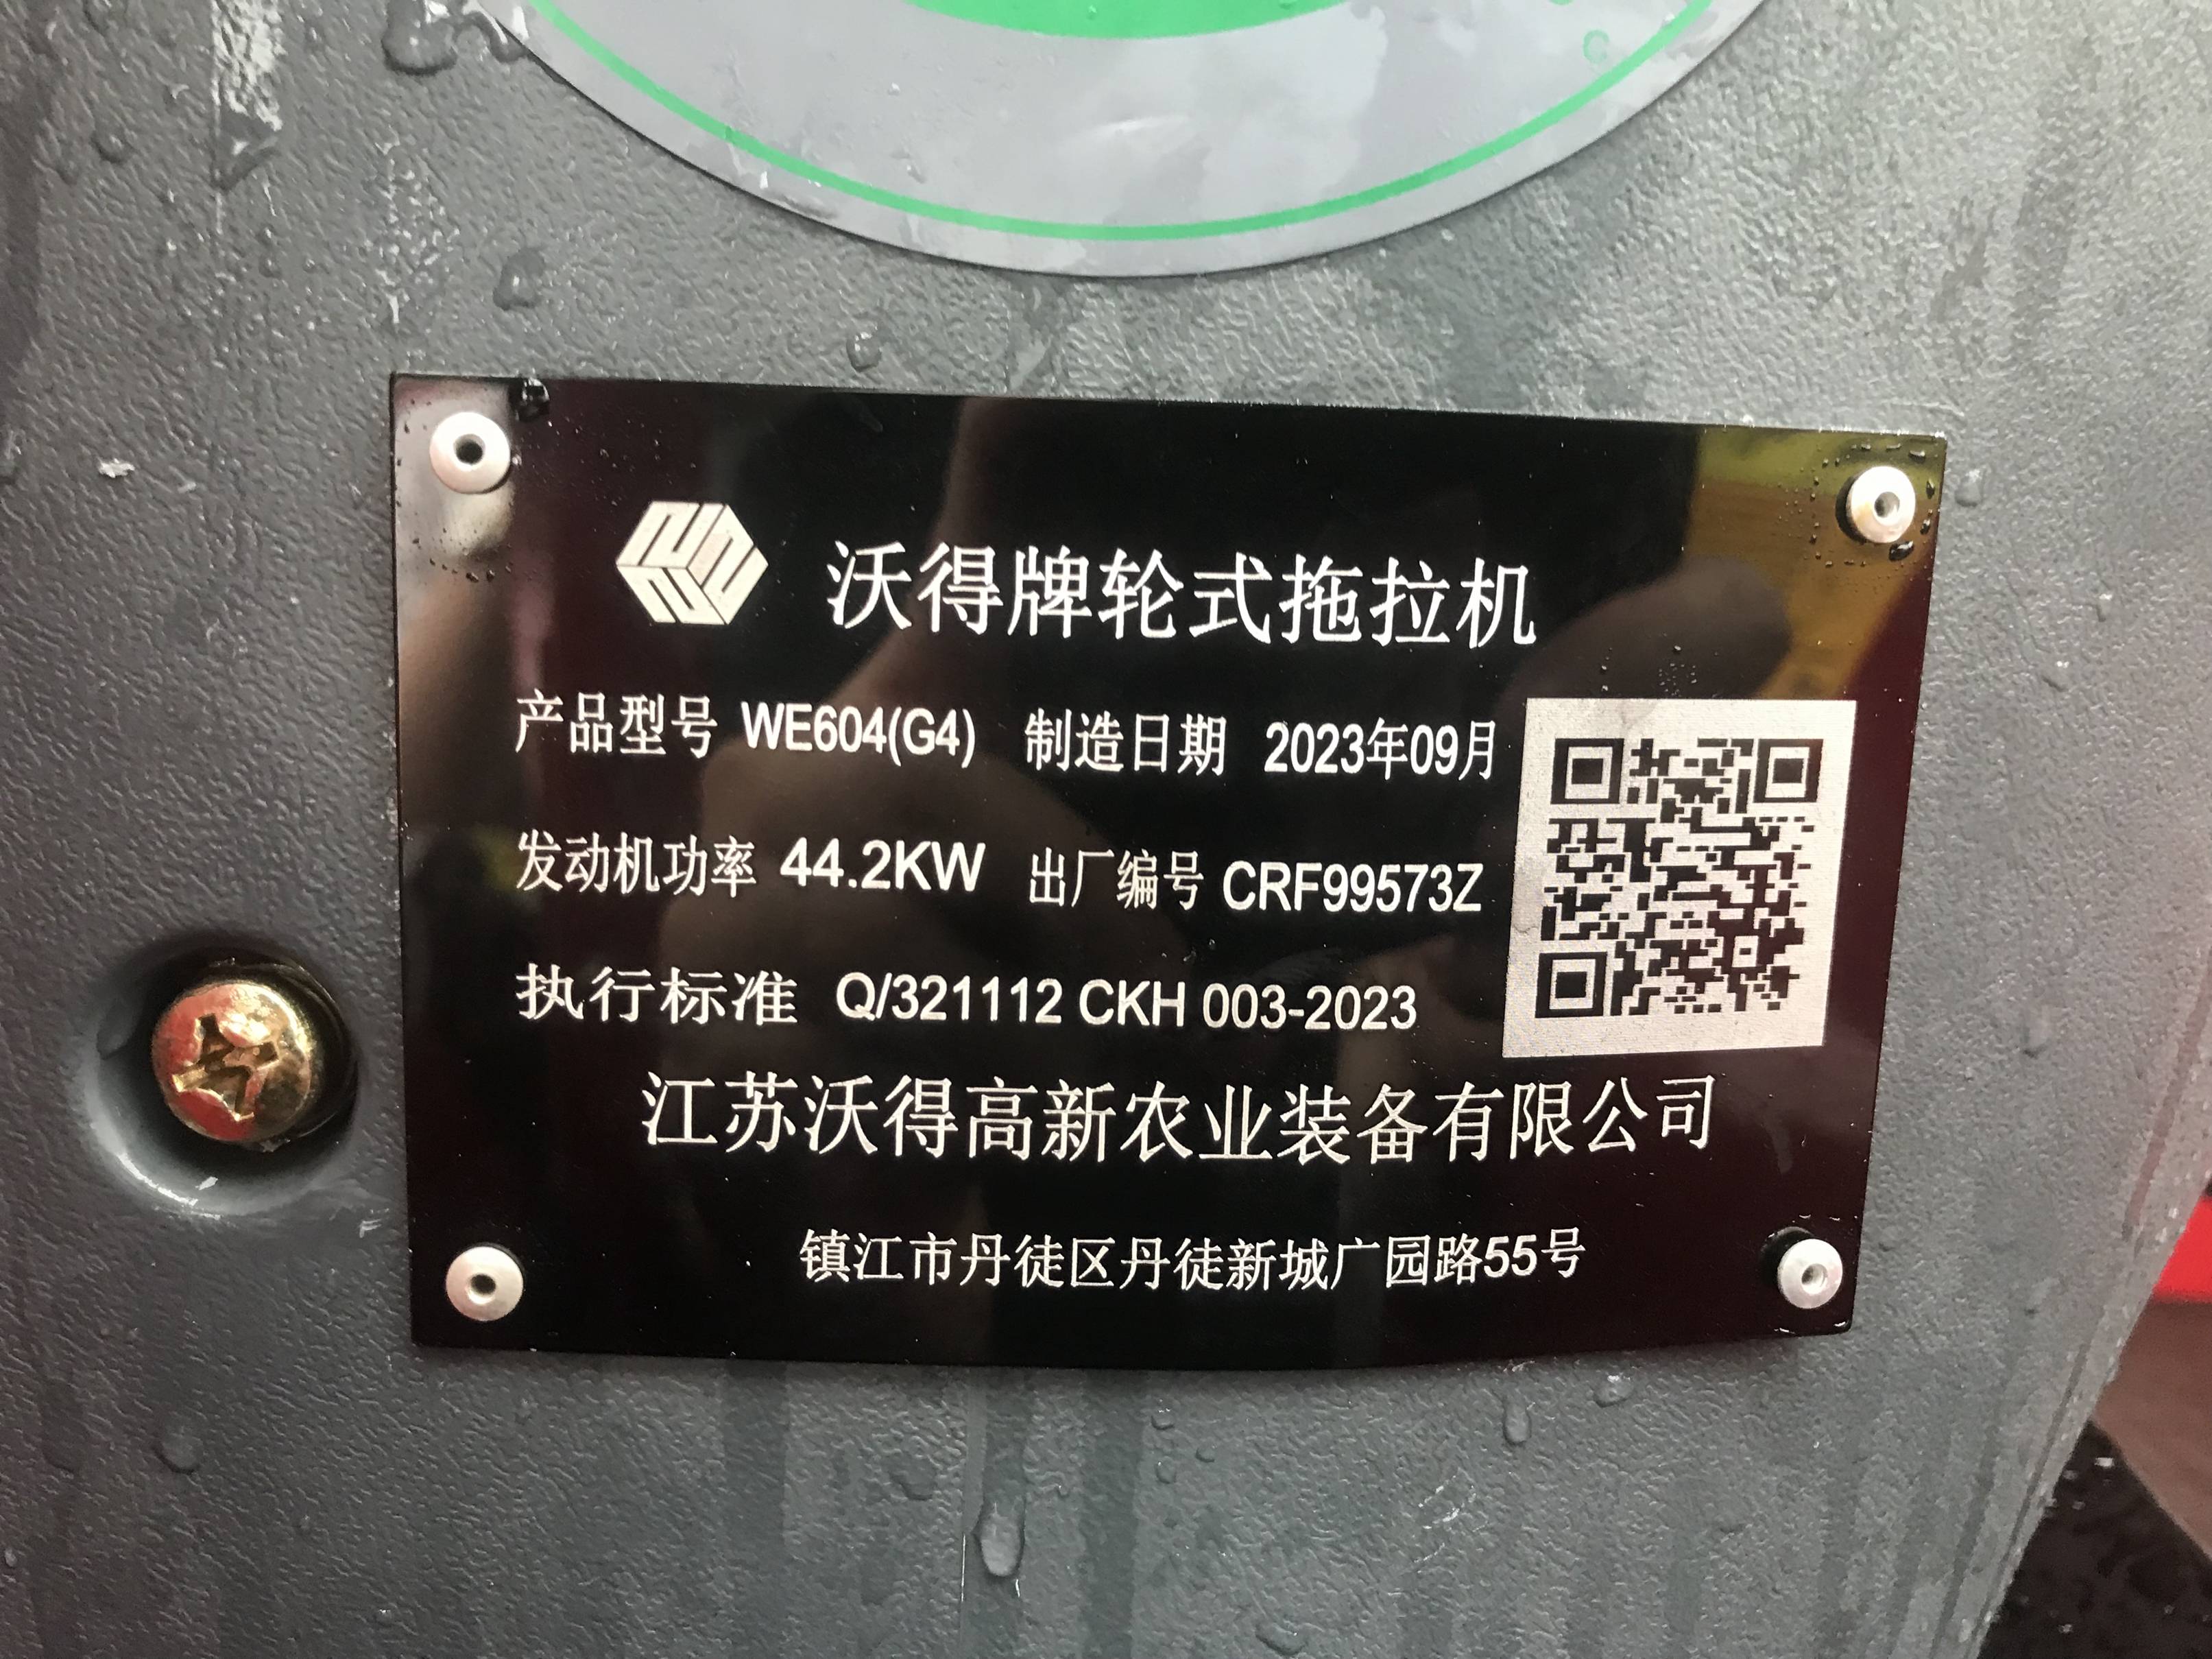 沃得牌轮式拖拉机
产品型号 WE604(G4) 制造日期 2023年09月
发动机功率 44.2KW 出厂编号 CRF99573Z
执行标准 Q/321112 CKH 003-2023
江苏沃得高新农业装备有限公司
镇江市丹徒区丹徒新城广园路55号